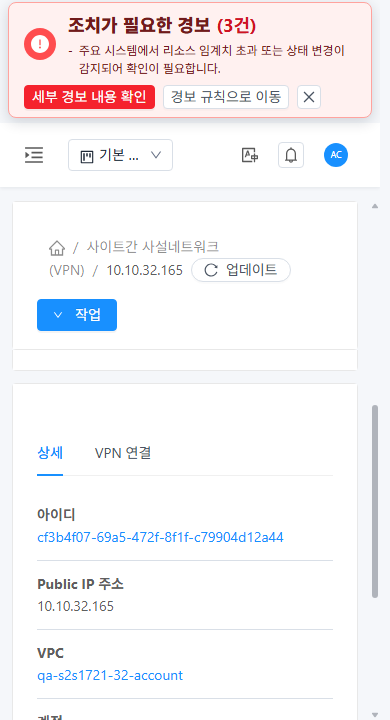 조치가 필요한 경보 (3건)
- 주요 시스템에서 리소스 임계치 초과 또는 상태 변경이
감지되어 확인이 필요합니다.
세부 경보 내용 확인 경보 규칙으로 이동
기본 ... AC
/ 사이트간 사설네트워크
(VPN) / 10.10.32.165 업데이트
작업
상세 VPN 연결
아이디
cf3b4f07-69a5-472f-8f1f-c79904d12a44
Public IP 주소
10.10.32.165
VPC
qa-s2s1721-32-account